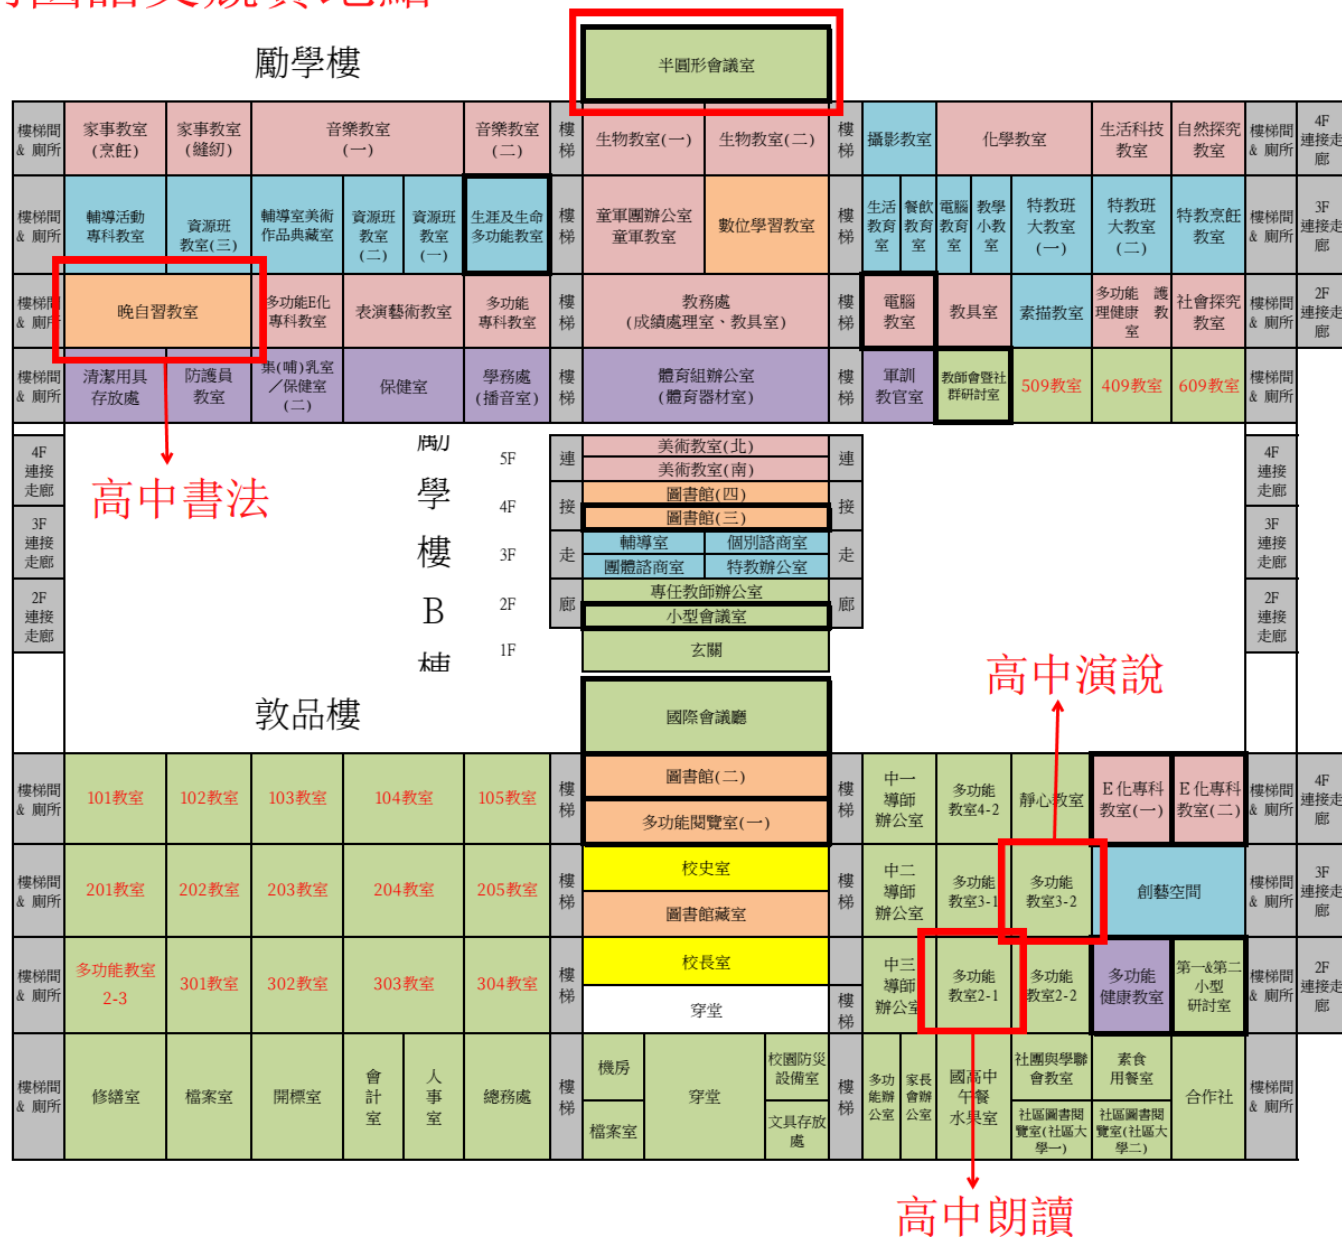 勵學樓
半圓形會議室
樓梯間
& 廁所
家事教室
(烹飪)
家事教室
(縫紉)
音樂教室
(一)
音樂教室
(二)
樓
梯
生物教室(一)
生物教室(二)
樓
梯
攝影教室
化學教室
生活科技
教室
自然探究
教室
樓梯間
& 廁所
4F
連接走
廊
樓梯間
& 廁所
輔導活動
專科教室
資源班
教室(三)
輔導室美術
作品典藏室
資源班
教室
(二)
資源班
教室
(一)
生涯及生命
多功能教室
樓
梯
童軍團辦公室
童軍教室
數位學習教室
樓
梯
生活
教育
室
餐飲
教育
室
電腦
教育
室
教學
小教
室
特教班
大教室
(一)
特教班
大教室
(二)
特教烹飪
教室
樓梯間
& 廁所
3F
連接走
廊
樓梯間
& 廁所
晚自習教室
多功能E化
專科教室
表演藝術教室
多功能
專科教室
樓
梯
教務處
(成績處理室、教具室)
樓
梯
電腦
教室
教具室
素描教室
多功能 護
理健康 教
室
社會探究
教室
樓梯間
& 廁所
2F
連接走
廊
樓梯間
& 廁所
清潔用具
存放處
防護員
教室
集(哺)乳室
／保健室
(二)
保健室
學務處
(播音室)
樓
梯
體育組辦公室
(體育器材室)
樓
梯
軍訓
教官室
教師會暨社
群研討室
509教室
409教室
609教室
樓梯間
& 廁所
高中書法
4F
連接
走廊
3F
連接
走廊
2F
連接
走廊
勵
學
樓
B
棟
5F
4F
3F
2F
1F
連
接
走
廊
美術教室(北)
美術教室(南)
圖書館(四)
圖書館(三)
輔導室
個別諮商室
團體諮商室
特教辦公室
專任教師辦公室
小型會議室
玄關
連
接
走
廊
4F
連接
走廊
3F
連接
走廊
2F
連接
走廊
高中演說
敦品樓
國際會議廳
樓梯間
& 廁所
101教室
102教室
103教室
104教室
105教室
樓
梯
圖書館(二)
多功能閱覽室(一)
樓
梯
中一
導師
辦公室
多功能
教室4-2
靜心教室
E化專科
教室(一)
E化專科
教室(二)
樓梯間
& 廁所
4F
連接走
廊
樓梯間
& 廁所
201教室
202教室
203教室
204教室
205教室
樓
梯
校史室
圖書館藏室
樓
梯
中二
導師
辦公室
多功能
教室3-1
多功能
教室3-2
創藝空間
樓梯間
& 廁所
3F
連接走
廊
樓梯間
& 廁所
多功能教室
2-3
301教室
302教室
303教室
304教室
樓
梯
校長室
穿堂
樓
梯
中三
導師
辦公室
多功能
教室2-1
多功能
教室2-2
多功能
健康教室
第一&第二
小型
研討室
樓梯間
& 廁所
2F
連接走
廊
樓梯間
& 廁所
修繕室
檔案室
開標室
會
計
室
人
事
室
總務處
樓
梯
機房
檔案室
穿堂
校園防災
設備室
文具存放
處
樓
梯
多功
能辦
公室
家長
會辦
公室
國高中
午餐
水果室
社團與學聯
會教室
社區圖書閱
覽室(社區大
學一)
素食
用餐室
社區圖書閱
覽室(社區大
學二)
合作社
樓梯間
& 廁所
高中朗讀